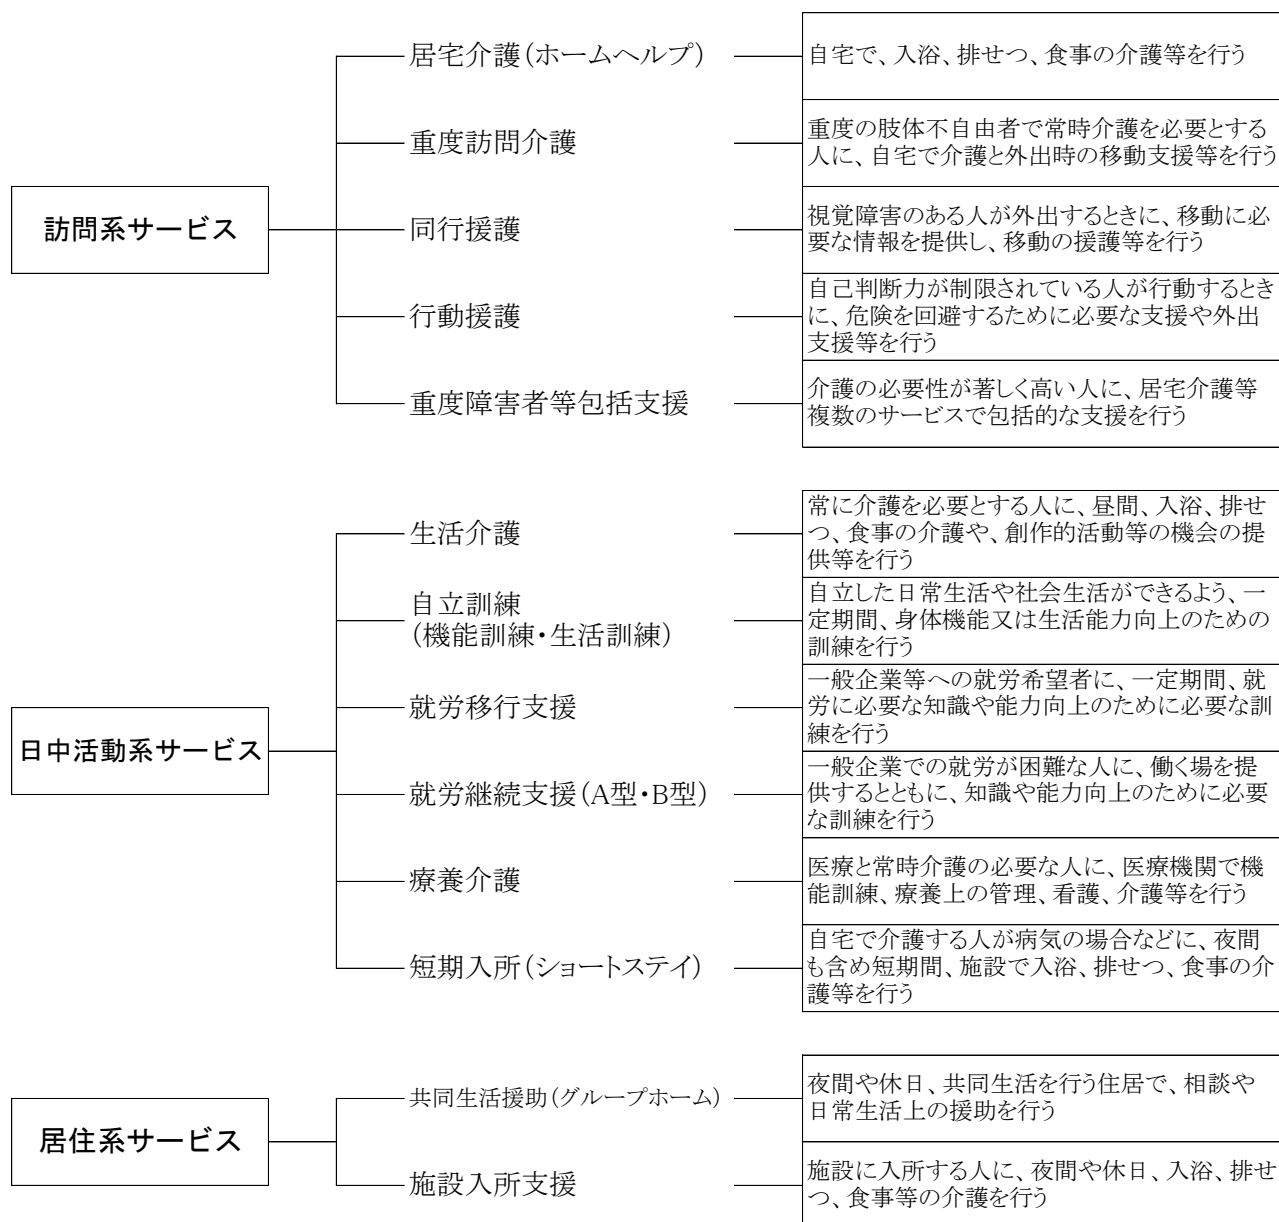 訪問系サービス
居宅介護(ホームヘルプ)
自宅で、入浴、排せつ、食事の介護等を行う
重度訪問介護
重度の肢体不自由者で常時介護を必要とする
人に、自宅で介護と外出時の移動支援等を行う
同行援護
視覚障害のある人が外出するときに、移動に必
要な情報を提供し、移動の援護等を行う
行動援護
自己判断力が制限されている人が行動するとき
に、危険を回避するために必要な支援や外出
支援等を行う
重度障害者等包括支援
介護の必要性が著しく高い人に、居宅介護等
複数のサービスで包括的な支援を行う
日中活動系サービス
生活介護
常に介護を必要とする人に、昼間、入浴、排せ
つ、食事の介護や、創作的活動等の機会の提
供等を行う
自立訓練
(機能訓練・生活訓練)
自立した日常生活や社会生活ができるよう、一
定期間、身体機能又は生活能力向上のための
訓練を行う
就労移行支援
一般企業等への就労希望者に、一定期間、就
労に必要な知識や能力向上のために必要な訓
練を行う
就労継続支援(A型・B型)
一般企業での就労が困難な人に、働く場を提
供するとともに、知識や能力向上のために必要
な訓練を行う
療養介護
医療と常時介護の必要な人に、医療機関で機
能訓練、療養上の管理、看護、介護等を行う
短期入所(ショートステイ)
自宅で介護する人が病気の場合などに、夜間
も含め短期間、施設で入浴、排せつ、食事の介
護等を行う
居住系サービス
共同生活援助(グループホーム)
夜間や休日、共同生活を行う住居で、相談や
日常生活上の援助を行う
施設入所支援
施設に入所する人に、夜間や休日、入浴、排せ
つ、食事等の介護を行う